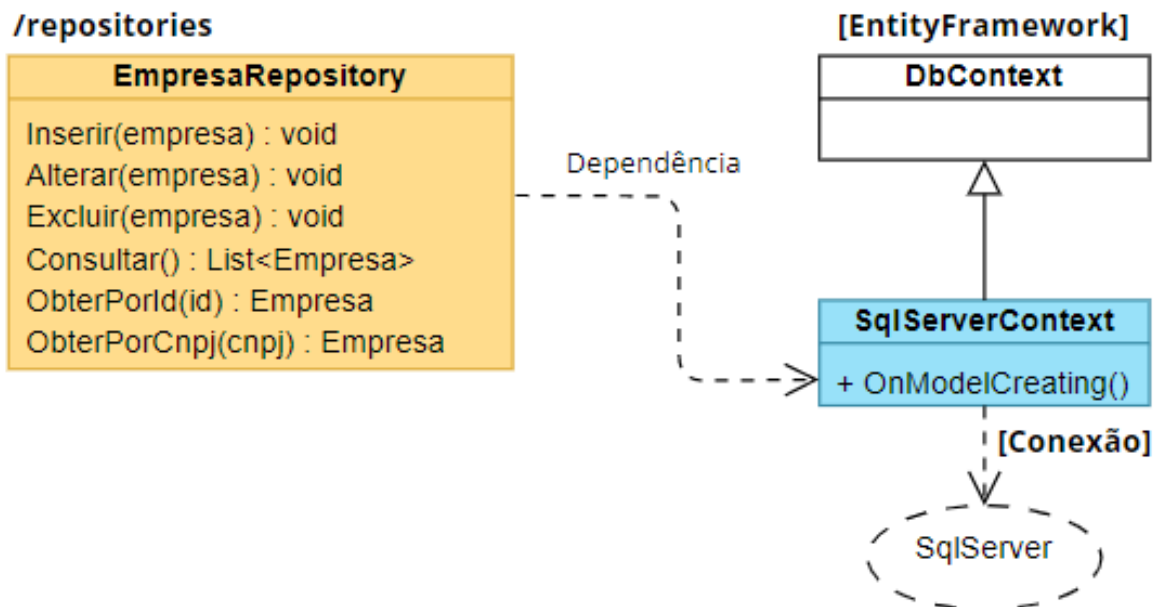 /repositories
EmpresaRepository
Inserir(empresa) : void
Alterar(empresa) : void
Excluir(empresa) : void
Consultar() : List<Empresa>
ObterPorId(id) : Empresa
ObterPorCnpj(cnpj) : Empresa
Dependência
[EntityFramework]
DbContext
SqlServerContext
+ OnModelCreating()
[Conexão]
SqlServer